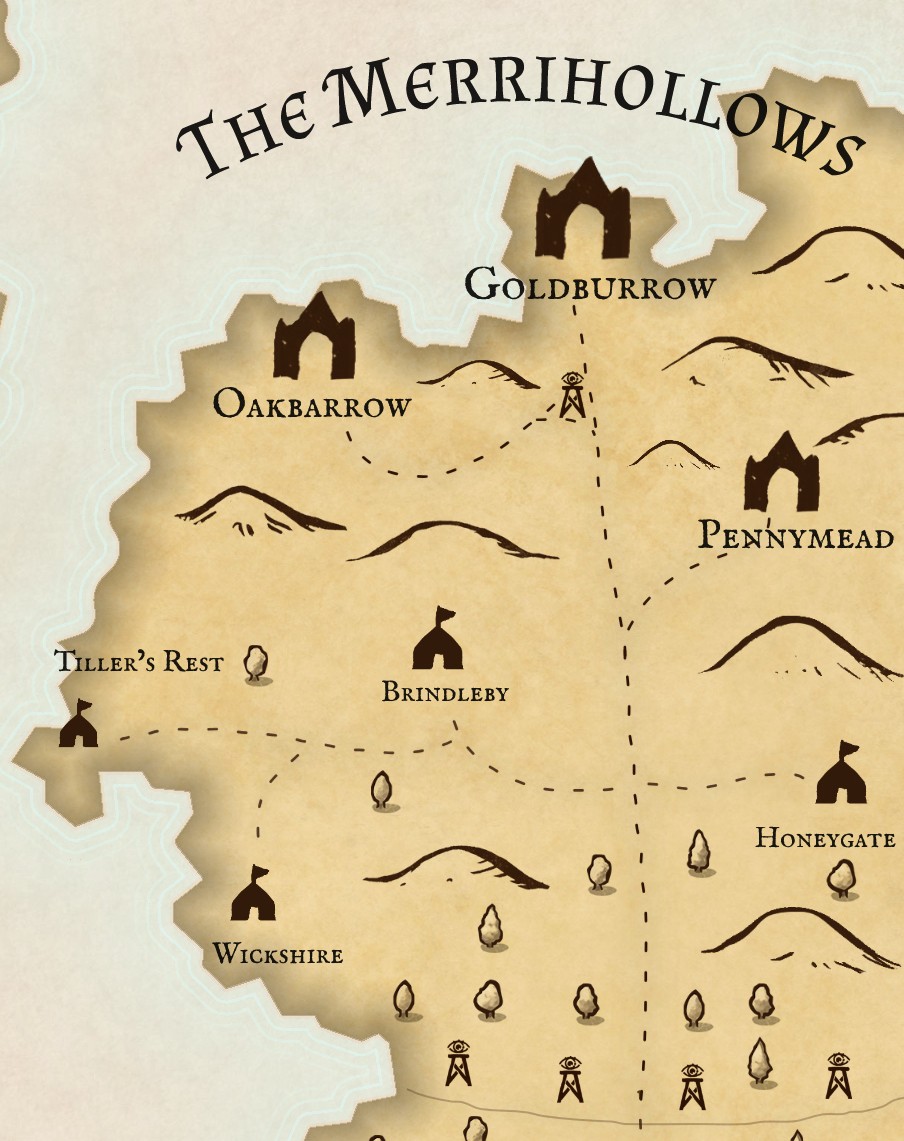 The Merrihollows
Goldburrow
Oakbarrow
Pennymead
Tiller's Rest
Brindleby
Honeygate
Wickshire